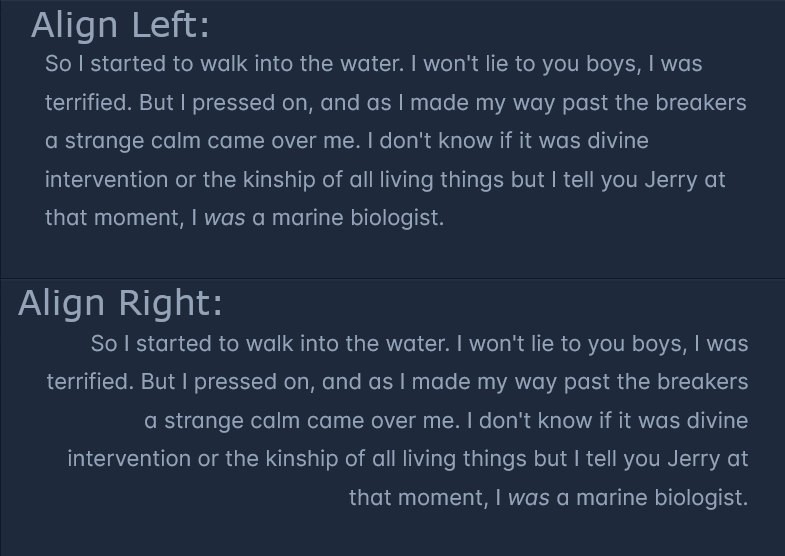 Align Left:
So I started to walk into the water. I won't lie to you boys, I was
terrified. But I pressed on, and as I made my way past the breakers
a strange calm came over me. I don't know if it was divine
intervention or the kinship of all living things but I tell you Jerry at
that moment, I was a marine biologist.
Align Right:
So I started to walk into the water. I won't lie to you boys, I was
terrified. But I pressed on, and as I made my way past the breakers
a strange calm came over me. I don't know if it was divine
intervention or the kinship of all living things but I tell you Jerry at
that moment, I was a marine biologist.